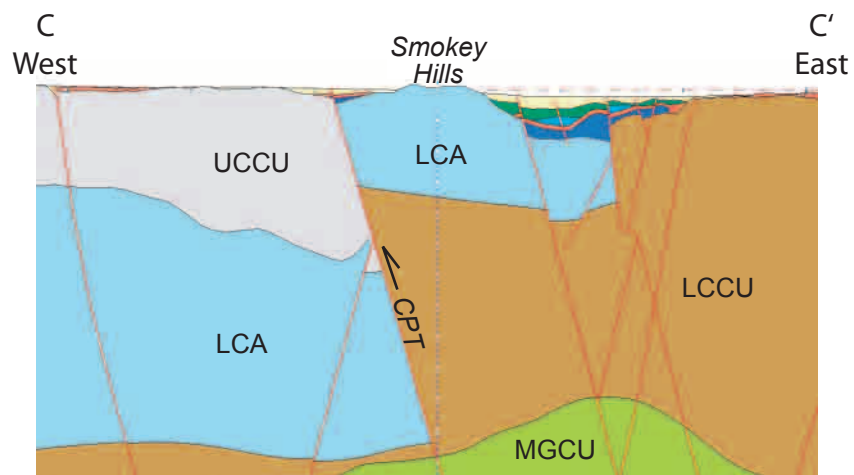 C
West
Smokey
Hills
C'
East
UCCU
LCA
LCCU
CPT
LCA
MGCU